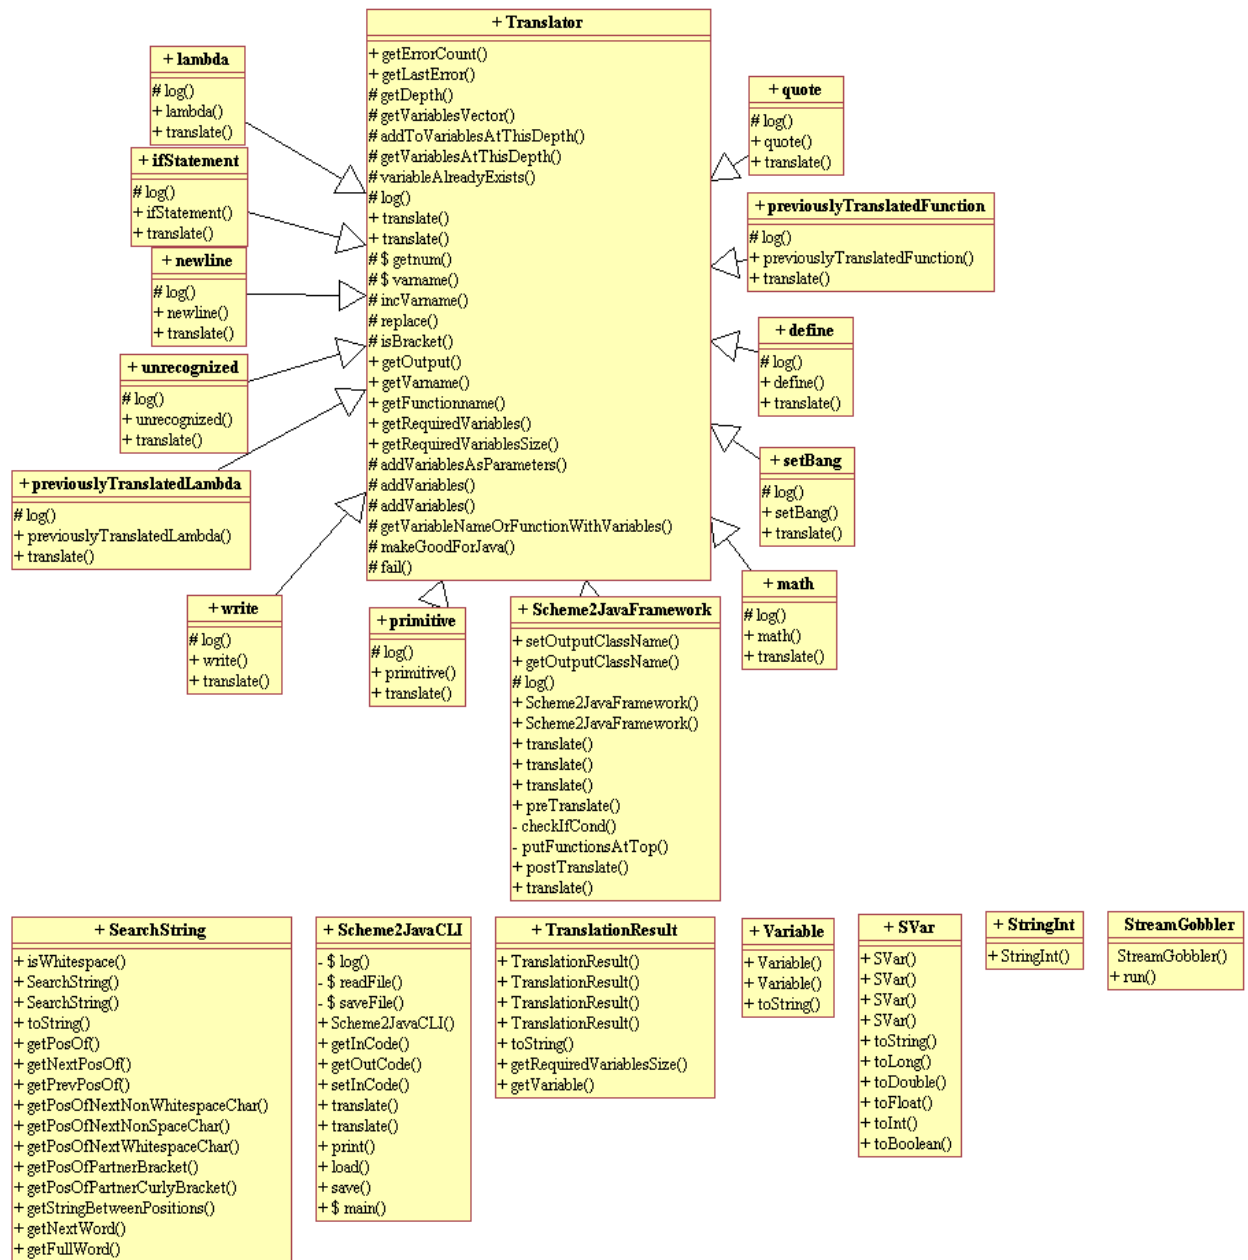 + Translator
+ getErrorCount()
+ getLastError()
# getDepth()
# getVariablesVector()
# addToVariablesAtThisDepth()
# getVariablesAtThisDepth()
# variableAlreadyExists()
# log()
+ translate()
+ translate()
# $ getnum()
# $ varname()
# incVarname()
# replace()
# isBracket()
+ getOutput()
+ getVarname()
+ getFunctionname()
+ getRequiredVariables()
+ getRequiredVariablesSize()
# addVariablesAsParameters()
# addVariables()
# addVariables()
# getVariableNameOrFunctionWithVariables()
# makeGoodForJava()
# fail()
+ lambda
# log()
+ lambda()
+ translate()
+ ifStatement
# log()
+ ifStatement()
+ translate()
+ newline
# log()
+ newline()
+ translate()
+ unrecognized
# log()
+ unrecognized()
+ translate()
+ previouslyTranslatedLambda
# log()
+ previouslyTranslatedLambda()
+ translate()
+ write
# log()
+ write()
+ translate()
+ primitive
# log()
+ primitive()
+ translate()
+ Scheme2JavaFramework
+ setOutputClassName()
+ getOutputClassName()
# log()
+ Scheme2JavaFramework()
+ Scheme2JavaFramework()
+ translate()
+ translate()
+ translate()
+ preTranslate()
- checkIfCond()
- putFunctionsAtTop()
+ postTranslate()
+ translate()
+ quote
# log()
+ quote()
+ translate()
+ previouslyTranslatedFunction
# log()
+ previouslyTranslatedFunction()
+ translate()
+ define
# log()
+ define()
+ translate()
+ setBang
# log()
+ setBang()
+ translate()
+ math
# log()
+ math()
+ translate()
+ SearchString
+ isWhitespace()
+ SearchString()
+ SearchString()
+ toString()
+ getPosOf()
+ getNextPosOf()
+ getPrevPosOf()
+ getPosOfNextNonWhitespaceChar()
+ getPosOfNextNonSpaceChar()
+ getPosOfNextWhitespaceChar()
+ getPosOfPartnerBracket()
+ getPosOfPartnerCurlyBracket()
+ getStringBetweenPositions()
+ getNextWord()
+ getFullWord()
+ Scheme2JavaCLI
- $ log()
- $ readFile()
- $ saveFile()
+ Scheme2JavaCLI()
+ getInCode()
+ getOutCode()
+ setInCode()
+ translate()
+ translate()
+ print()
+ load()
+ save()
+ $ main()
+ TranslationResult
+ TranslationResult()
+ TranslationResult()
+ TranslationResult()
+ TranslationResult()
+ toString()
+ getRequiredVariablesSize()
+ getVariable()
+ Variable
+ Variable()
+ Variable()
+ toString()
+ SVar
+ SVar()
+ SVar()
+ SVar()
+ SVar()
+ toString()
+ toLong()
+ toDouble()
+ toFloat()
+ toInt()
+ toBoolean()
+ StringInt
+ StringInt()
StreamGobbler
StreamGobbler()
+ run()